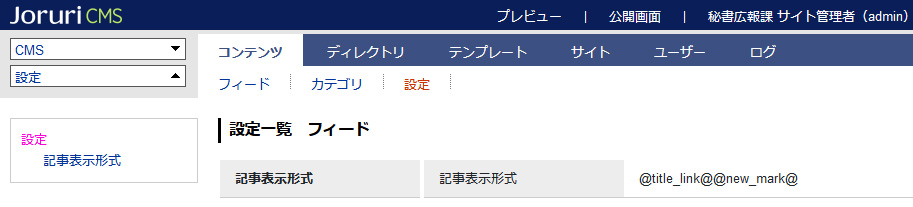 Joruri CMS プレビュー | 公開画面 | 秘書広報課 サイト管理者（admin）
CMS
設定
コンテンツ ディレクトリ テンプレート サイト ユーザー ログ
フィード カテゴリ 設定
設定
記事表示形式
設定一覧 フィード
記事表示形式 記事表示形式 @title_link@@new_mark@